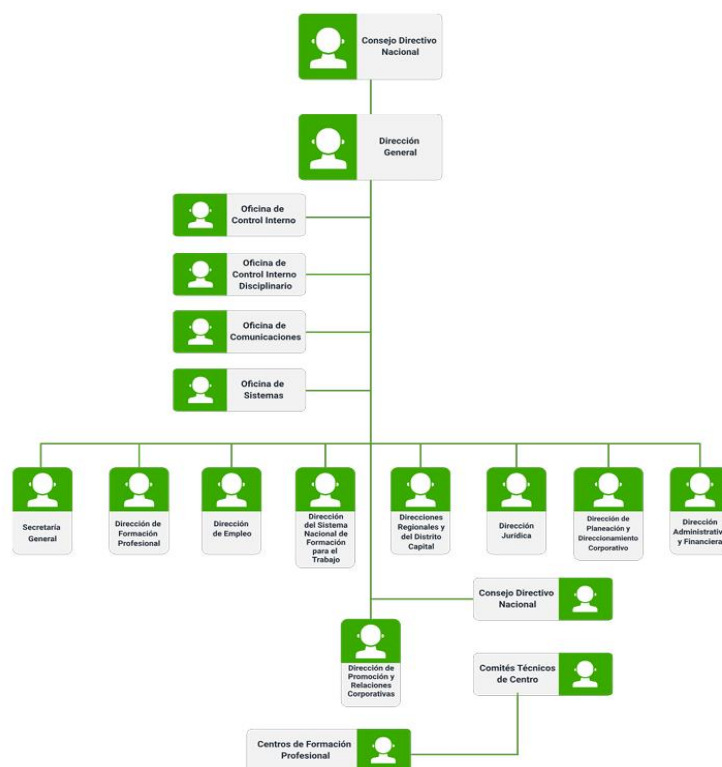 Consejo Directivo
Nacional
Dirección
General
Oficina de
Control Interno
Oficina de
Control Interno
Disciplinario
Oficina de
Comunicaciones
Oficina de
Sistemas
Secretaría
General
Dirección de
Formación
Profesional
Dirección
de Empleo
Dirección
del Sistema
Nacional de
Formación
para el
Trabajo
Direcciones
Regionales y
del Distrito
Capital
Dirección
Jurídica
Dirección de
Planeación y
Direccionamiento
Corporativo
Dirección
Administrativ
y Financiera
Consejo Directivo
Nacional
Dirección de
Promoción y
Relaciones
Corporativas
Comités Técnicos
de Centro
Centros de Formación
Profesional